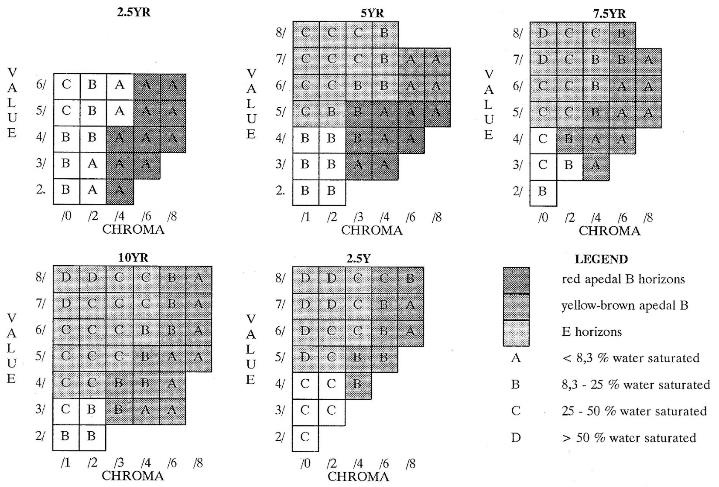 2.5YR
VALUE
6/ C B A A A
5/ C B A A A
4/ B B A A A
3/ B A A A
2. B A A
/0 /2 /4 /6 /8
CHROMA
5YR
VALUE
8/ C C C B
7/ C C C B A A
6/ C C B B A A
5/ C B B A A A
4/ B B B A A
3/ B B A A
2. B B
/1 /2 /3 /4 /6 /8
CHROMA
7.5YR
VALUE
8/ D C C B
7/ D C B B A
6/ C C B A A
5/ C C B A A
4/ C B A A
3/ C B A
2/ B
/0 /2 /4 /6 /8
CHROMA
10YR
VALUE
8/ D D C C B A
7/ D C C C B A
6/ C C C B B A
5/ C C C B A A
4/ C C B B A
3/ C B B A A
2/ B B
/1 /2 /3 /4 /6 /8
CHROMA
2.5Y
VALUE
8/ D D C C B
7/ D D C B A
6/ D C C B A
5/ D C B B
4/ C C B
3/ C C
2/ C
/0 /2 /4 /6 /8
CHROMA
LEGEND
red apedal B horizons
yellow-brown apedal B
E horizons
A < 8,3 % water saturated
B 8,3 - 25 % water saturated
C 25 - 50 % water saturated
D > 50 % water saturated